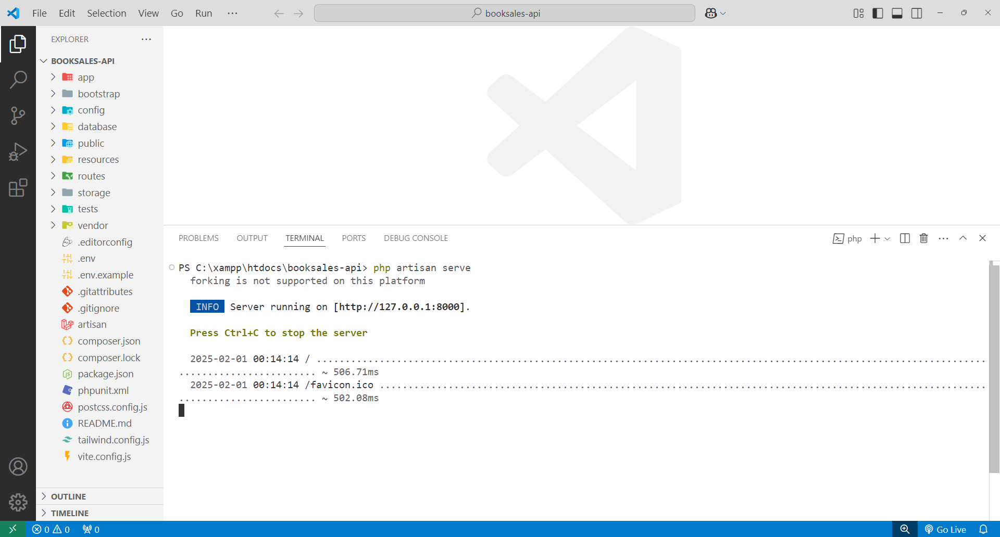 File Edit Selection View Go Run ···
booksales-api
EXPLORER
BOOKSALES-API
app
bootstrap
config
database
public
resources
routes
storage
tests
vendor
.editorconfig
.env
.env.example
.gitattributes
.gitignore
artisan
composer.json
composer.lock
package.json
phpunit.xml
postcss.config.js
README.md
tailwind.config.js
vite.config.js
OUTLINE
TIMELINE
PROBLEMS OUTPUT TERMINAL PORTS DEBUG CONSOLE
php
PS C:\xampp\htdocs\booksales-api> php artisan serve
forking is not supported on this platform
INFO Server running on [http://127.0.0.1:8000].
Press Ctrl+C to stop the server
2025-02-01 00:14:14 / .....................................................................................................................
........................ ~ 506.71ms
2025-02-01 00:14:14 /favicon.ico ..........................................................................................................
........................ ~ 502.08ms
0 0 0
Go Live